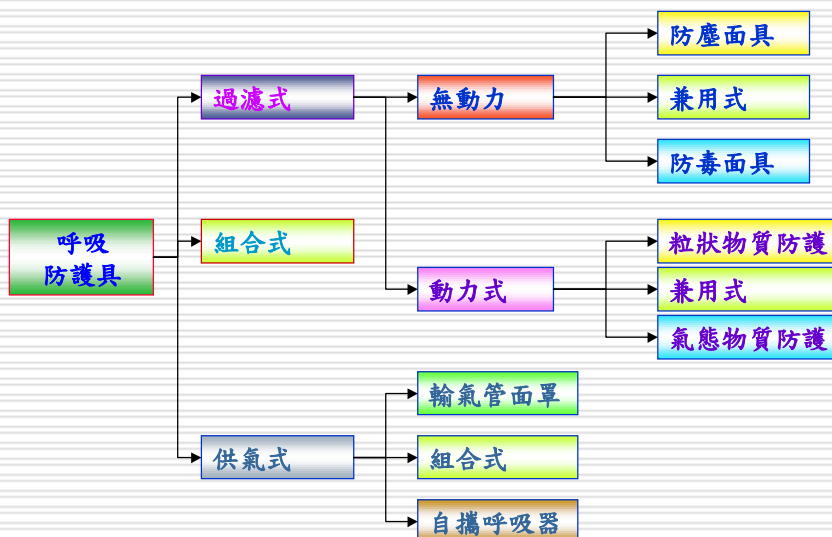 防塵面具
過濾式
無動力
兼用式
防毒面具
呼吸
防護具
組合式
粒狀物質防護
動力式
兼用式
氣態物質防護
輸氣管面罩
供氣式
組合式
自攜呼吸器